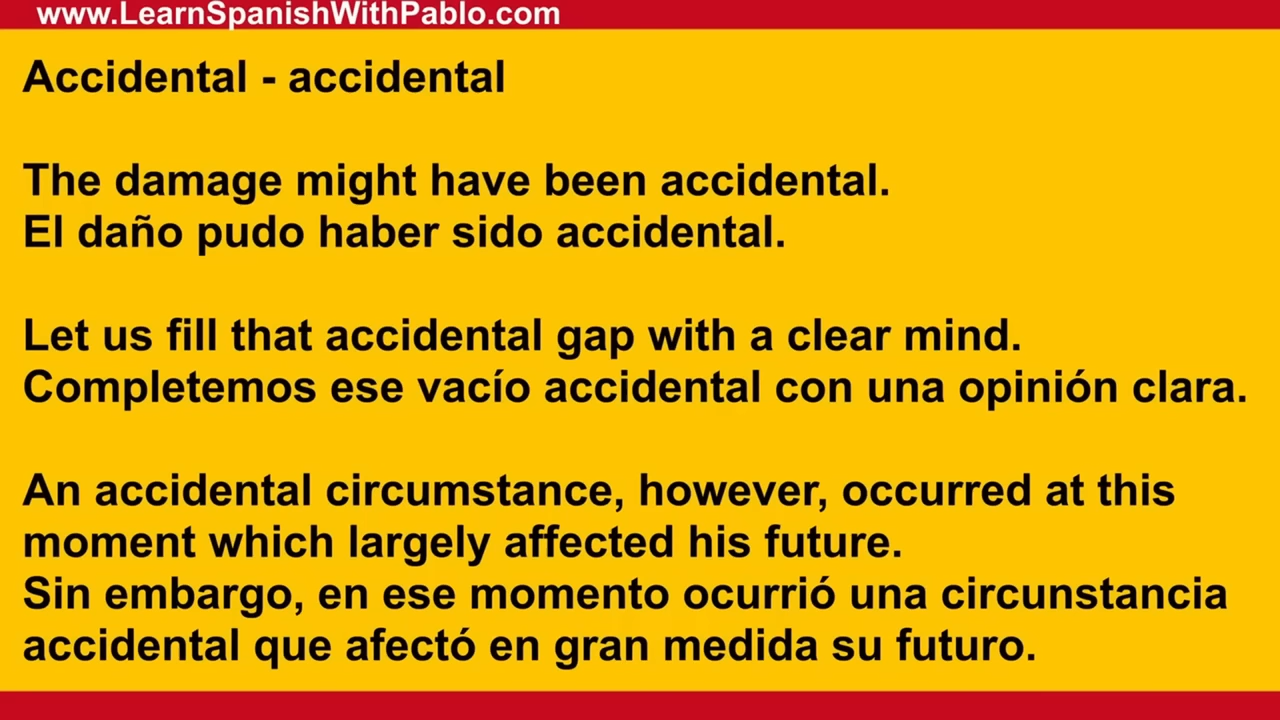 www.LearnSpanishWithPablo.com
Accidental - accidental
The damage might have been accidental.
El daño pudo haber sido accidental.
Let us fill that accidental gap with a clear mind.
Completemos ese vacío accidental con una opinión clara.
An accidental circumstance, however, occurred at this
moment which largely affected his future.
Sin embargo, en ese momento ocurrió una circunstancia
accidental que afectó en gran medida su futuro.